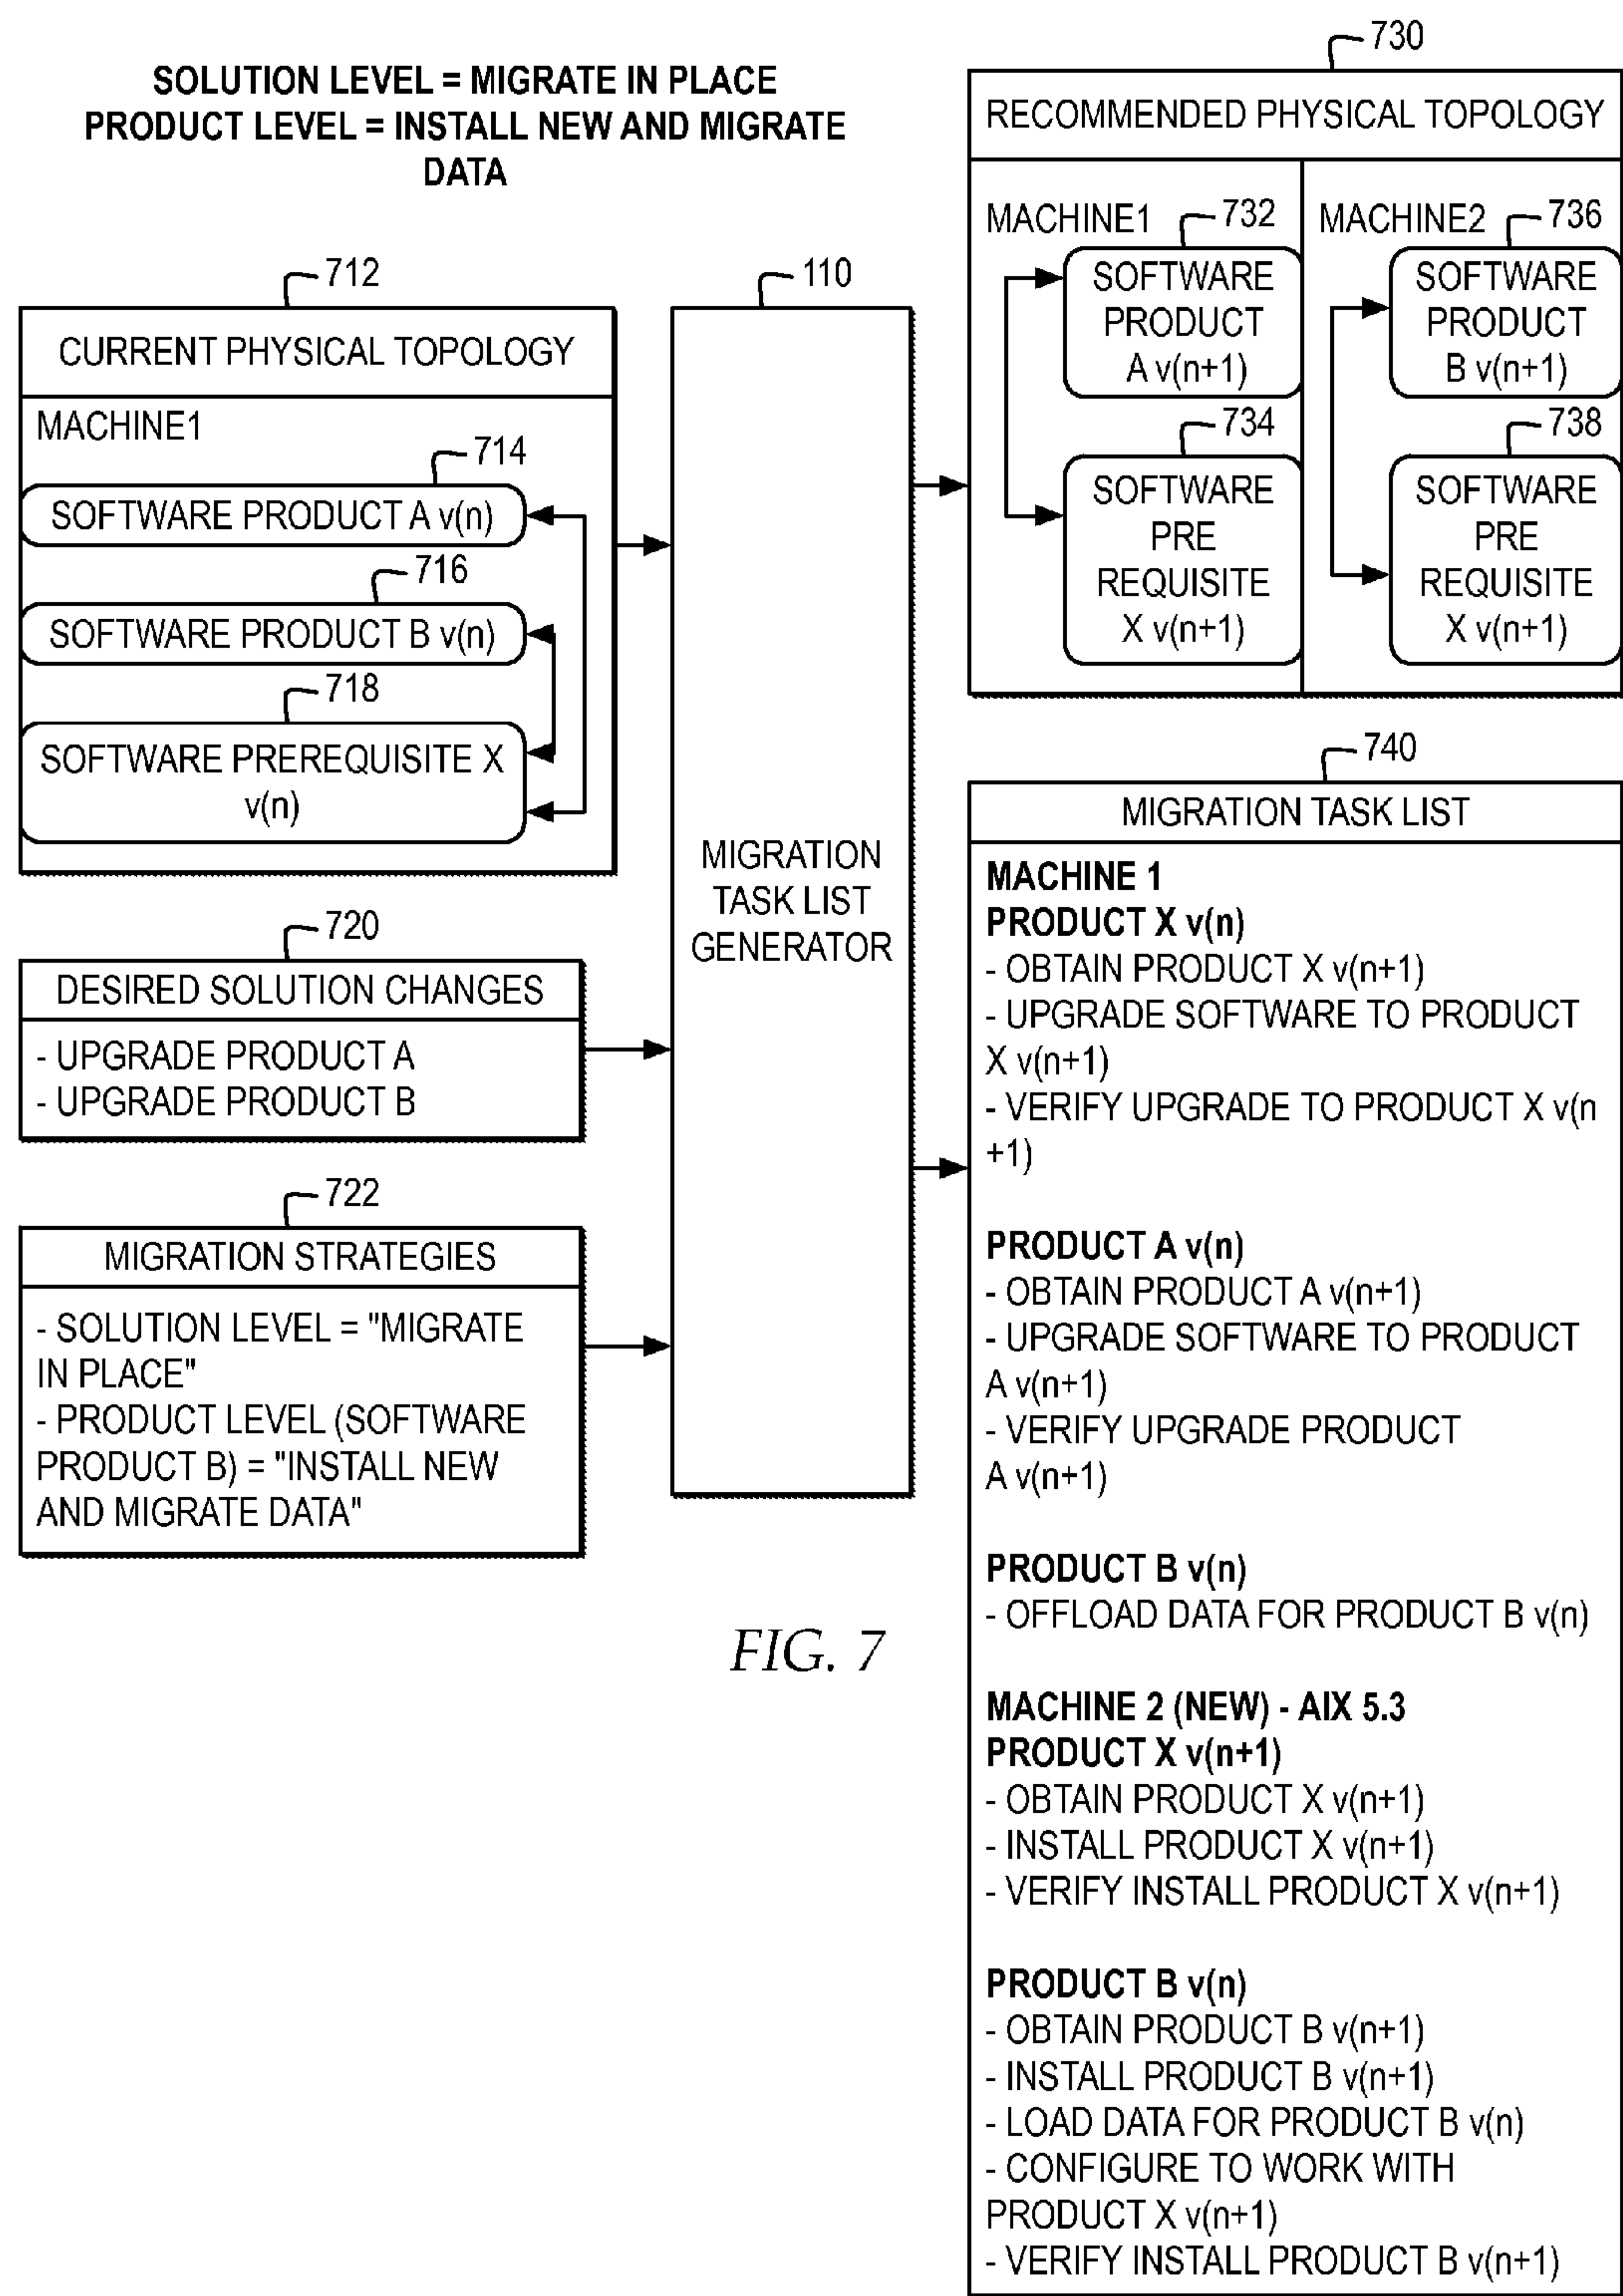 SOLUTION LEVEL = MIGRATE IN PLACE
PRODUCT LEVEL = INSTALL NEW AND MIGRATE
DATA
712
CURRENT PHYSICAL TOPOLOGY
MACHINE1
714
SOFTWARE PRODUCT A v(n)
716
SOFTWARE PRODUCT B v(n)
718
SOFTWARE PREREQUISITE X
v(n)
720
DESIRED SOLUTION CHANGES
- UPGRADE PRODUCT A
- UPGRADE PRODUCT B
722
MIGRATION STRATEGIES
- SOLUTION LEVEL = "MIGRATE
IN PLACE"
- PRODUCT LEVEL (SOFTWARE
PRODUCT B) = "INSTALL NEW
AND MIGRATE DATA"
110
MIGRATION
TASK LIST
GENERATOR
730
RECOMMENDED PHYSICAL TOPOLOGY
MACHINE1
732
SOFTWARE
PRODUCT
A v(n+1)
734
SOFTWARE
PRE
REQUISITE
X v(n+1)
MACHINE2
736
SOFTWARE
PRODUCT
B v(n+1)
738
SOFTWARE
PRE
REQUISITE
X v(n+1)
740
MIGRATION TASK LIST
MACHINE 1
PRODUCT X v(n)
- OBTAIN PRODUCT X v(n+1)
- UPGRADE SOFTWARE TO PRODUCT
X v(n+1)
- VERIFY UPGRADE TO PRODUCT X v(n
+1)
PRODUCT A v(n)
- OBTAIN PRODUCT A v(n+1)
- UPGRADE SOFTWARE TO PRODUCT
A v(n+1)
- VERIFY UPGRADE PRODUCT
A v(n+1)
PRODUCT B v(n)
- OFFLOAD DATA FOR PRODUCT B v(n)
MACHINE 2 (NEW) - AIX 5.3
PRODUCT X v(n+1)
- OBTAIN PRODUCT X v(n+1)
- INSTALL PRODUCT X v(n+1)
- VERIFY INSTALL PRODUCT X v(n+1)
PRODUCT B v(n)
- OBTAIN PRODUCT B v(n+1)
- INSTALL PRODUCT B v(n+1)
- LOAD DATA FOR PRODUCT B v(n)
- CONFIGURE TO WORK WITH
PRODUCT X v(n+1)
- VERIFY INSTALL PRODUCT B v(n+1)
FIG. 7